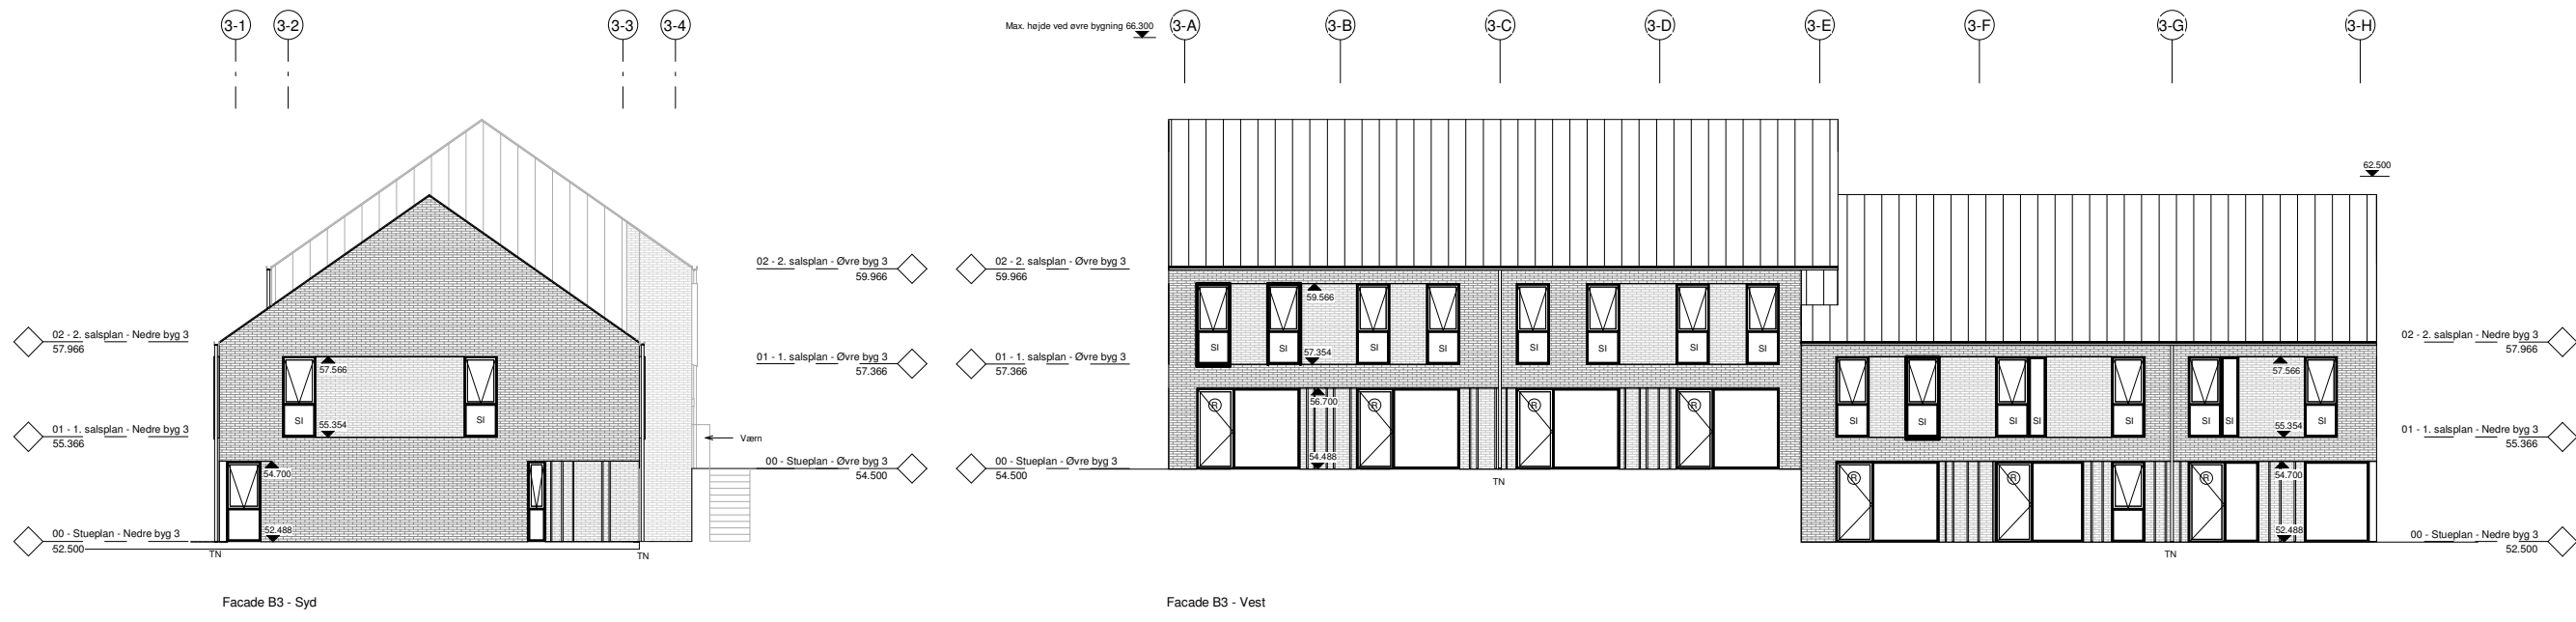 3-1
3-2
3-3
3-4
Max. højde ved øvre bygning 66.300
3-A
3-B
3-C
3-D
3-E
3-F
3-G
3-H
62.500
02 - 2. salsplan - Øvre byg 3
59.966
02 - 2. salsplan - Øvre byg 3
59.966
59.566
02 - 2. salsplan - Nedre byg 3
57.966
02 - 2. salsplan - Nedre byg 3
57.966
SI
SI
SI
SI
SI
SI
SI
SI
57.354
01 - 1. salsplan - Øvre byg 3
57.366
01 - 1. salsplan - Øvre byg 3
57.366
57.566
57.566
56.700
R
R
R
R
SI
55.354
SI
SI
SI
SI
SI
SI
SI
SI
55.354
SI
01 - 1. salsplan - Nedre byg 3
55.366
Værn
01 - 1. salsplan - Nedre byg 3
55.366
54.488
00 - Stueplan - Øvre byg 3
54.500
00 - Stueplan - Øvre byg 3
54.500
TN
54.700
R
R
R
54.700
52.488
52.488
00 - Stueplan - Nedre byg 3
52.500
00 - Stueplan - Nedre byg 3
52.500
TN
TN
TN
Facade B3 - Syd
Facade B3 - Vest